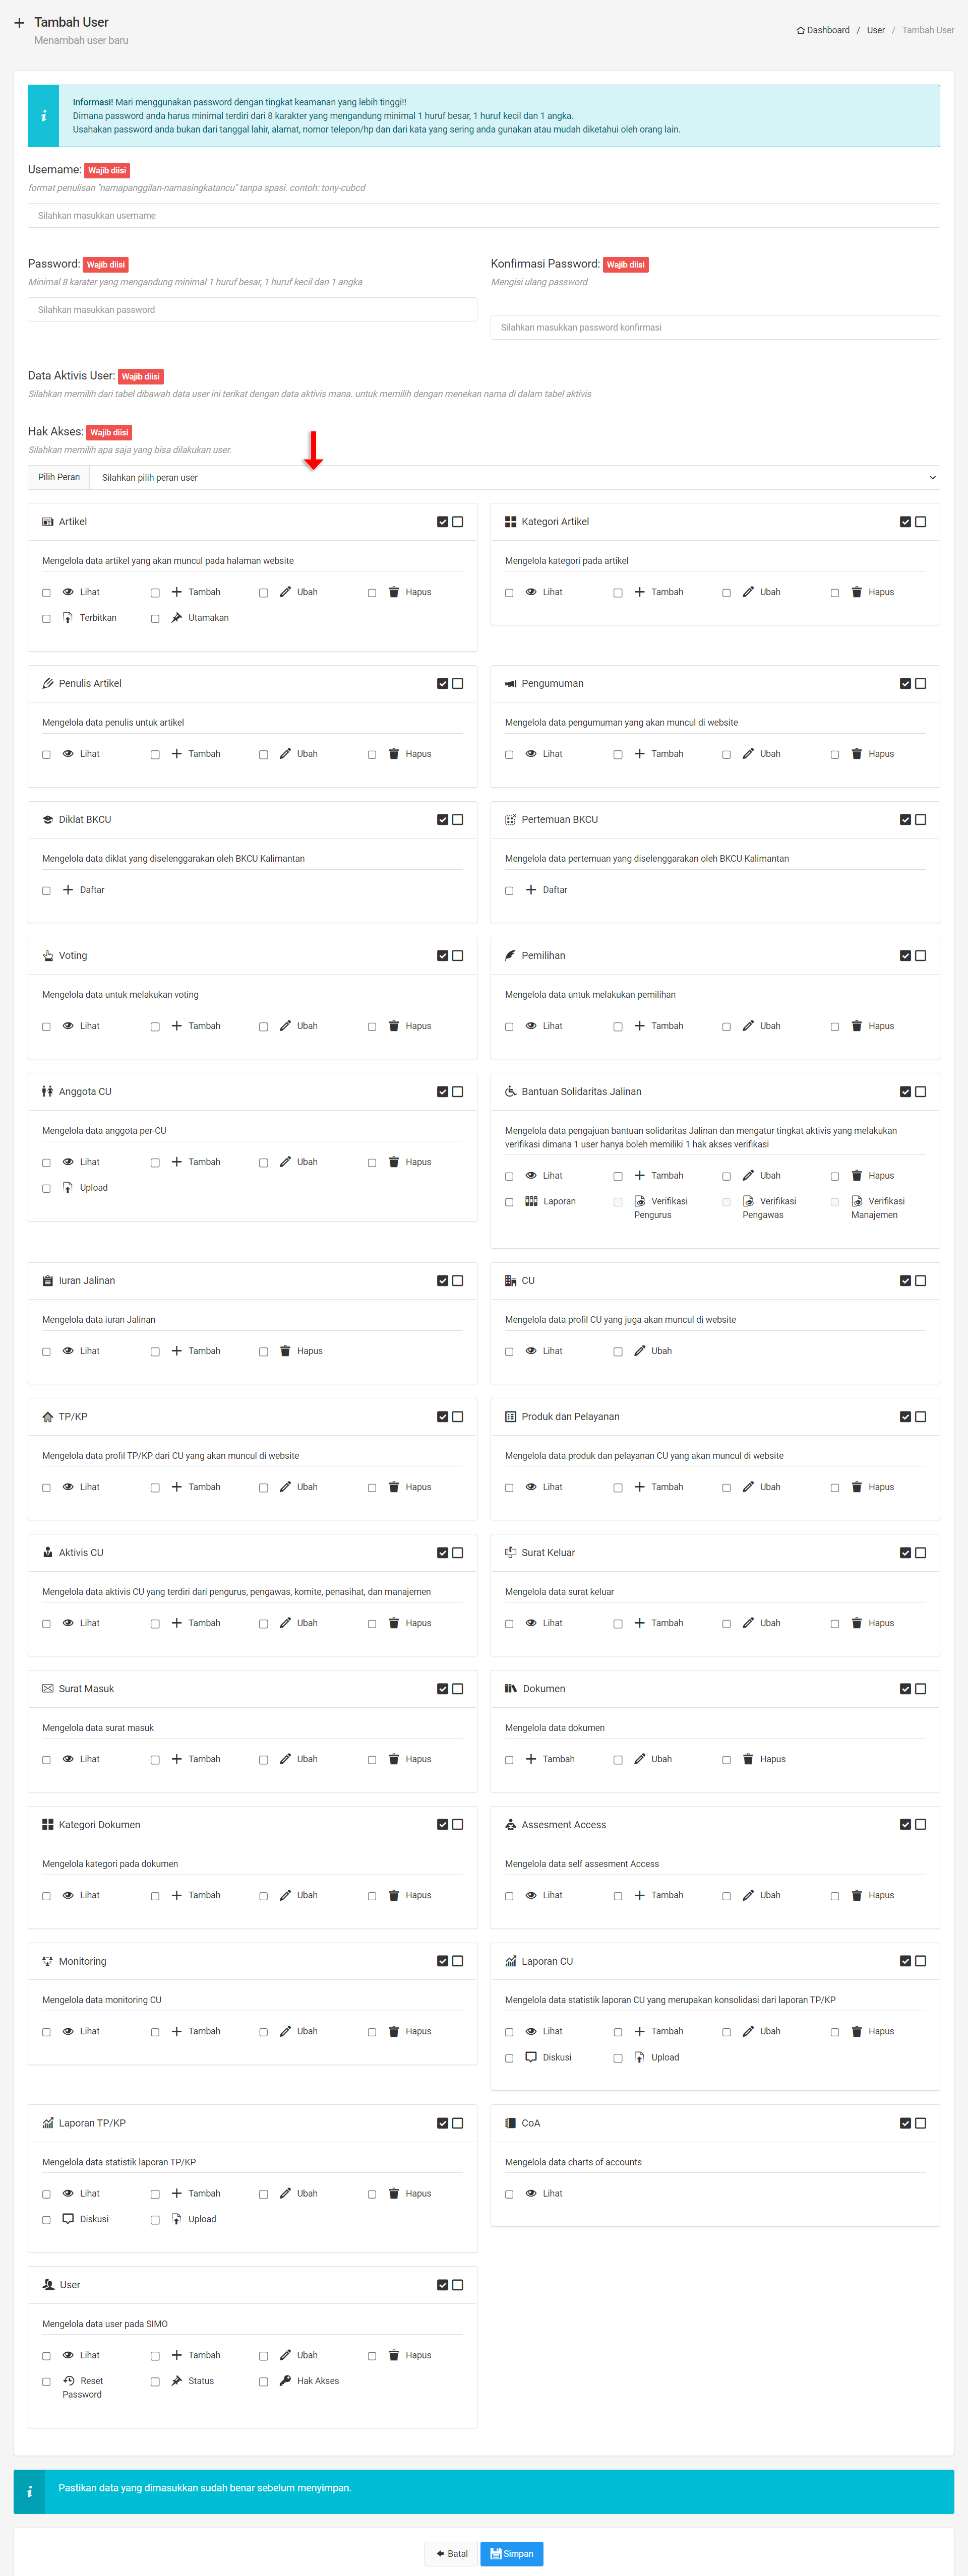 Tambah User
Menambah user baru
Dashboard / User / Tambah User
Informasi! Mari menggunakan password dengan tingkat keamanan yang lebih tinggi!!
Dimana password anda harus minimal terdiri dari 8 karakter yang mengandung minimal 1 huruf besar, 1 huruf kecil dan 1 angka.
Usahakan password anda bukan dari tanggal lahir, alamat, nomor telepon/hp dan dari kata yang sering anda gunakan atau mudah diketahui oleh orang lain.
Username: Wajib diisi
format penulisan "namapanggilan-namasingkatancu" tanpa spasi. contoh: tony-cubcd
Silahkan masukkan username
Password: Wajib diisi
Minimal 8 karater yang mengandung minimal 1 huruf besar, 1 huruf kecil dan 1 angka
Silahkan masukkan password
Konfirmasi Password: Wajib diisi
Mengisi ulang password
Silahkan masukkan password konfirmasi
Data Aktivis User: Wajib diisi
Silahkan memilih dari tabel dibawah data user ini terikat dengan data aktivis mana. untuk memilih dengan menekan nama di dalam tabel aktivis
Hak Akses: Wajib diisi
Silahkan memilih apa saja yang bisa dilakukan user.
Pilih Peran Silahkan pilih peran user
Artikel
Mengelola data artikel yang akan muncul pada halaman website
Lihat Tambah Ubah Hapus
Terbitkan Utamakan
Kategori Artikel
Mengelola kategori pada artikel
Lihat Tambah Ubah Hapus
Penulis Artikel
Mengelola data penulis untuk artikel
Lihat Tambah Ubah Hapus
Pengumuman
Mengelola data pengumuman yang akan muncul di website
Lihat Tambah Ubah Hapus
Diklat BKCU
Mengelola data diklat yang diselenggarakan oleh BKCU Kalimantan
Daftar
Pertemuan BKCU
Mengelola data pertemuan yang diselenggarakan oleh BKCU Kalimantan
Daftar
Voting
Mengelola data untuk melakukan voting
Lihat Tambah Ubah Hapus
Pemilihan
Mengelola data untuk melakukan pemilihan
Lihat Tambah Ubah Hapus
Anggota CU
Mengelola data anggota per-CU
Lihat Tambah Ubah Hapus
Upload
Bantuan Solidaritas Jalinan
Mengelola data pengajuan bantuan solidaritas Jalinan dan mengatur tingkat aktivis yang melakukan
verifikasi dimana 1 user hanya boleh memiliki 1 hak akses verifikasi
Lihat Tambah Ubah Hapus
Laporan Verifikasi Verifikasi Verifikasi
Pengurus Pengawas Manajemen
Iuran Jalinan
Mengelola data iuran Jalinan
Lihat Tambah Hapus
CU
Mengelola data profil CU yang juga akan muncul di website
Lihat Ubah
TP/KP
Mengelola data profil TP/KP dari CU yang akan muncul di website
Lihat Tambah Ubah Hapus
Produk dan Pelayanan
Mengelola data produk dan pelayanan CU yang akan muncul di website
Lihat Tambah Ubah Hapus
Aktivis CU
Mengelola data aktivis CU yang terdiri dari pengurus, pengawas, komite, penasihat, dan manajemen
Lihat Tambah Ubah Hapus
Surat Keluar
Mengelola data surat keluar
Lihat Tambah Ubah Hapus
Surat Masuk
Mengelola data surat masuk
Lihat Tambah Ubah Hapus
Dokumen
Mengelola data dokumen
Tambah Ubah Hapus
Kategori Dokumen
Mengelola kategori pada dokumen
Lihat Tambah Ubah Hapus
Assesment Access
Mengelola data self assesment Access
Lihat Tambah Ubah Hapus
Monitoring
Mengelola data monitoring CU
Lihat Tambah Ubah Hapus
Laporan CU
Mengelola data statistik laporan CU yang merupakan konsolidasi dari laporan TP/KP
Lihat Tambah Ubah Hapus
Diskusi Upload
Laporan TP/KP
Mengelola data statistik laporan TP/KP
Lihat Tambah Ubah Hapus
Diskusi Upload
CoA
Mengelola data charts of accounts
Lihat
User
Mengelola data user pada SIMO
Lihat Tambah Ubah Hapus
Reset Status Hak Akses
Password
Pastikan data yang dimasukkan sudah benar sebelum menyimpan.
Batal Simpan